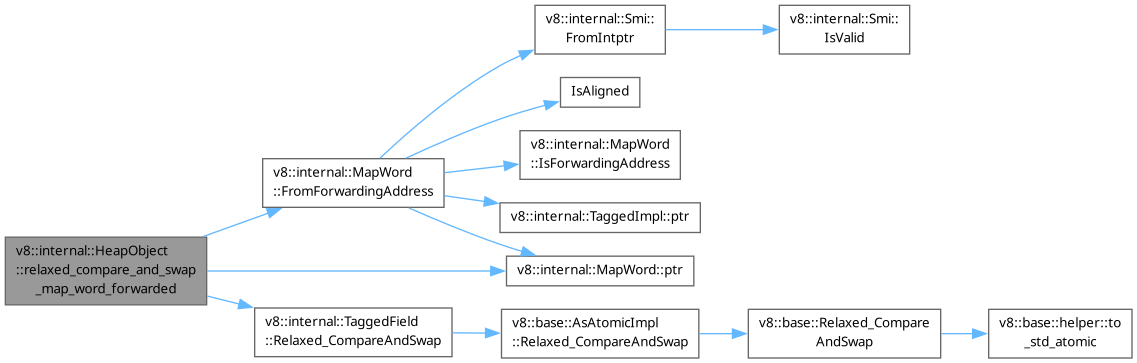 v8::internal::Smi::
FromIntptr
v8::internal::Smi::
IsValid
IsAligned
v8::internal::MapWord
::IsForwardingAddress
v8::internal::MapWord
::FromForwardingAddress
v8::internal::TaggedImpl::ptr
v8::internal::HeapObject
::relaxed_compare_and_swap
_map_word_forwarded
v8::internal::MapWord::ptr
v8::internal::TaggedField
::Relaxed_CompareAndSwap
v8::base::AsAtomicImpl
::Relaxed_CompareAndSwap
v8::base::Relaxed_Compare
AndSwap
v8::base::helper::to
_std_atomic